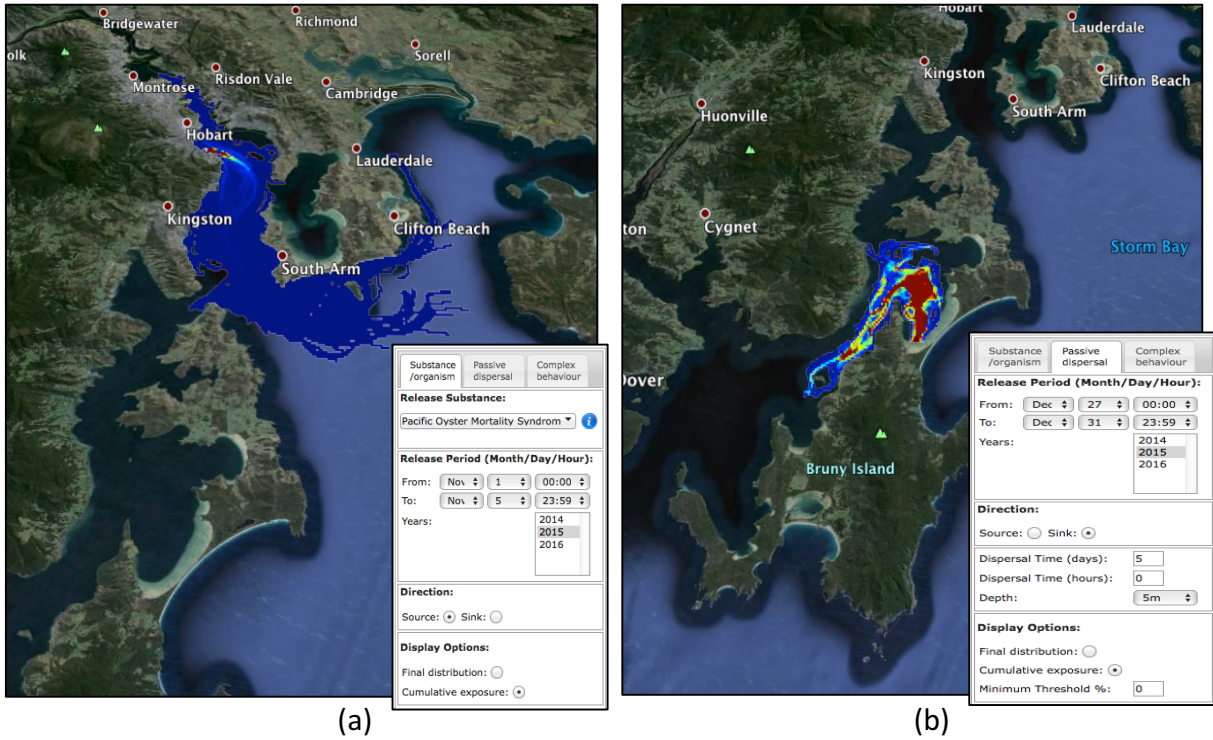 Bridgewater
Richmond
Sorell
olk
Montrose
Risdon Vale
Cambridge
Hobart
Lauderdale
Kingston
Clifton Beach
South Arm
Substance
/organism
Passive
dispersal
Complex
behaviour
Release Substance:
Pacific Oyster Mortality Syndrom
i
Release Period (Month/Day/Hour):
From: Nov 1 00:00
To: Nov 5 23:59
Years: 2014
2015
2016
Direction:
Source: Sink:
Display Options:
Final distribution:
Cumulative exposure:
(a)
Hobart
Lauderdale
Kingston
Clifton Beach
Huonville
South Arm
ton
Cygnet
Storm Bay
Dover
Bruny Island
Substance
/organism
Passive
dispersal
Complex
behaviour
Release Period (Month/Day/Hour):
From: Dec 27 00:00
To: Dec 31 23:59
Years: 2014
2015
2016
Direction:
Source: Sink:
Dispersal Time (days): 5
Dispersal Time (hours): 0
Depth: 5m
Display Options:
Final distribution:
Cumulative exposure:
Minimum Threshold %: 0
(b)